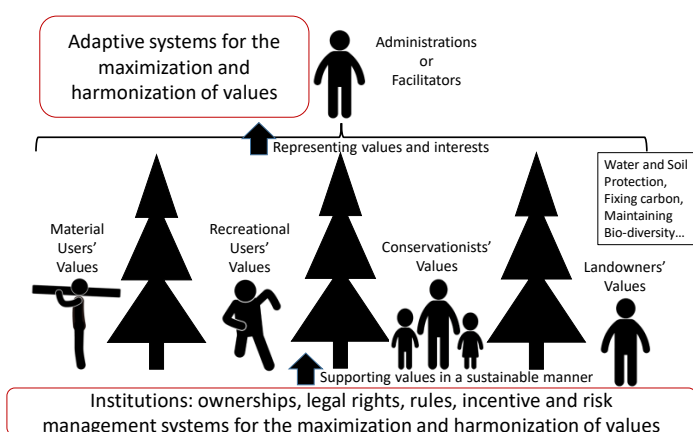 Adaptive systems for the
maximization and
harmonization of values
Administrations
or
Facilitators
Representing values and interests
Water and Soil
Protection,
Fixing carbon,
Maintaining
Bio-diversity…
Material
Users’
Values
Recreational
Users’
Values
Conservationists’
Values
Landowners’
Values
Supporting values in a sustainable manner
Institutions: ownerships, legal rights, rules, incentive and risk
management systems for the maximization and harmonization of values